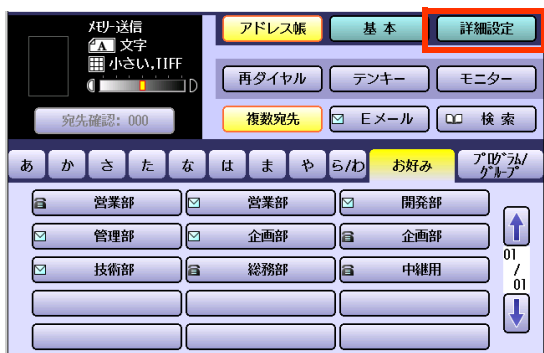 ﾒﾓﾘｰ送信
A 文字
小さい,TIFF
D
宛先確認: 000
アドレス帳
基本
詳細設定
再ダイヤル
テンキー
モニター
複数宛先
Eメール
検索
あ
か
さ
た
な
は
ま
や
ら/わ
お好み
ﾌﾟﾛｸﾞﾗﾑ/
ｸﾞﾙｰﾌﾟ
営業部
営業部
開発部
管理部
企画部
企画部
技術部
総務部
中継用
01
/
01